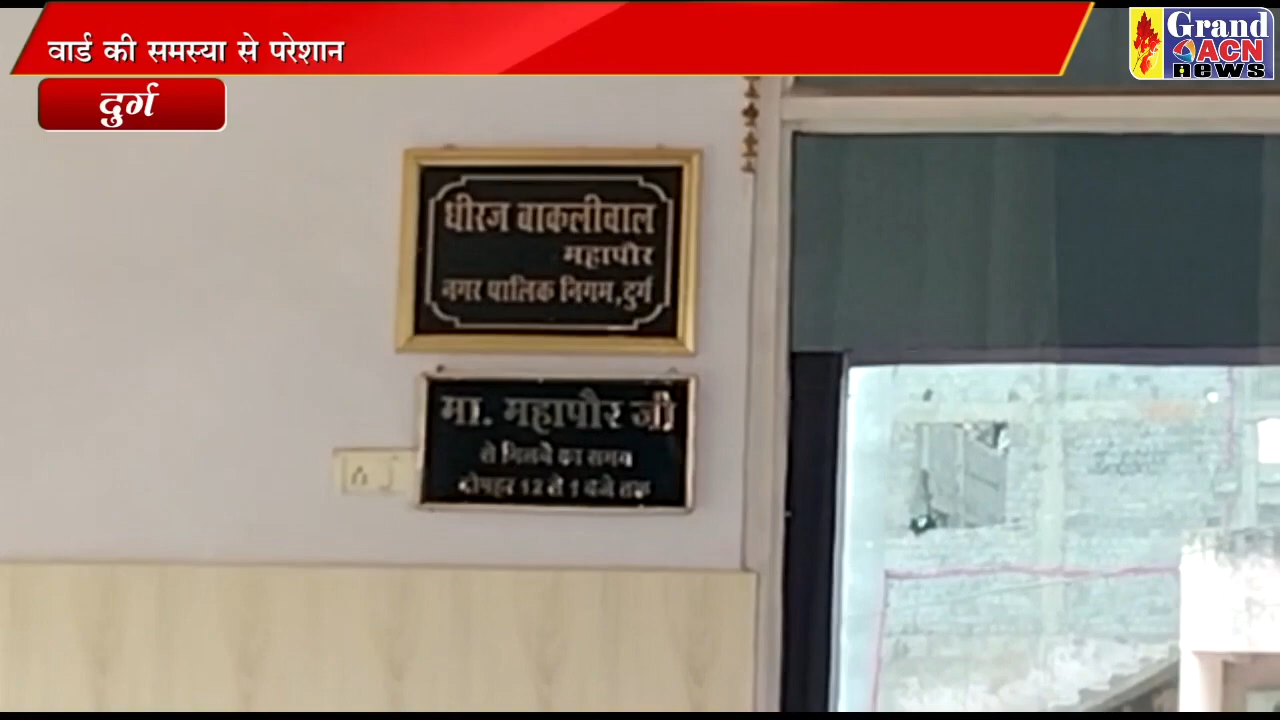 वार्ड की समस्या से परेशान
Grand
ACN
news
दुर्ग
धीरज बाकलीवाल
महापौर
नगर पालिक निगम,दुर्ग
मा. महापौर जी
से मिलने का समय
दोपहर 12 से 1 बजे तक